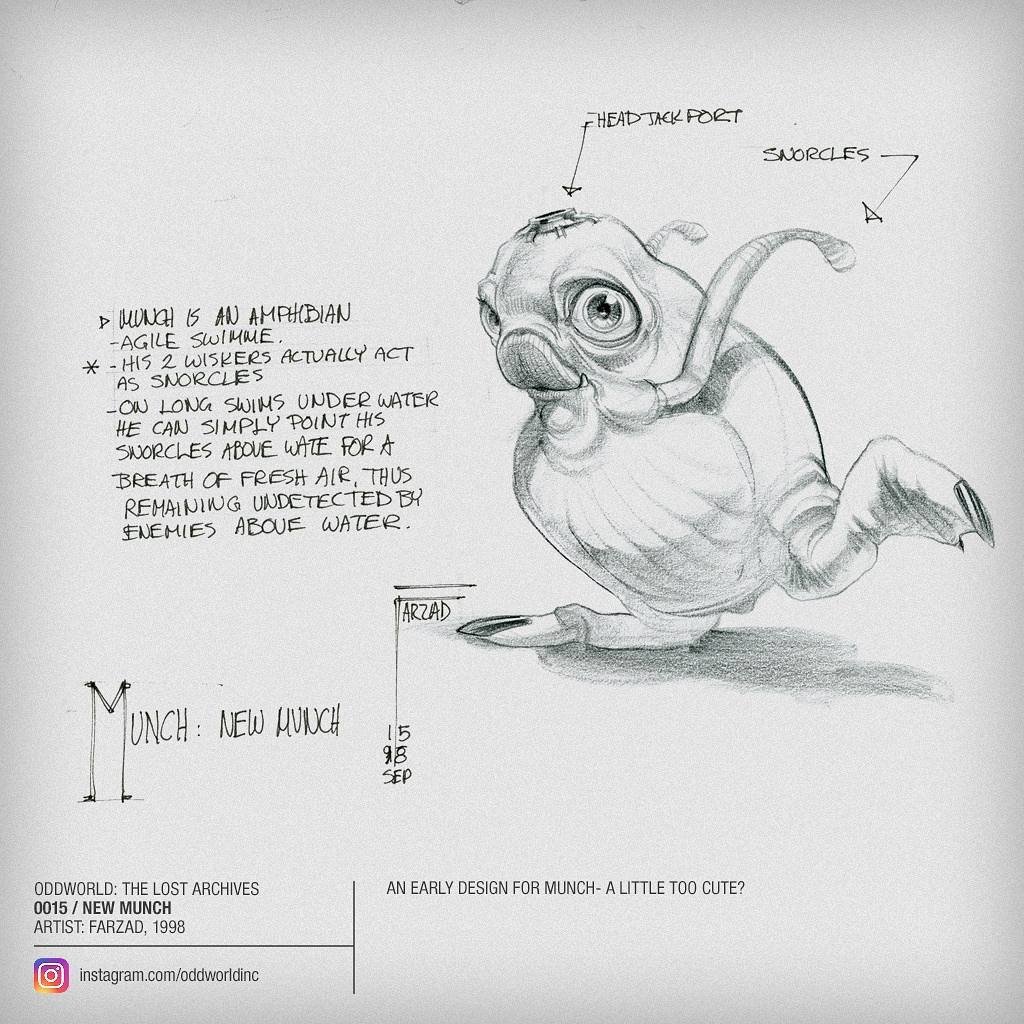 -HEAD JACK PORT
SNORCLES
MUNCH IS AN AMPHIBIAN
-AGILE SWIMME.
* -HIS 2 WISKERS ACTUALLY ACT
AS SNORCLES
-ON LONG SWIMS UNDER WATER
HE CAN SIMPLY POINT HIS
SNORCLES ABOVE WATE FOR A
BREATH OF FRESH AIR, THUS
REMAINING UNDETECTED BY
ENEMIES ABOVE WATER.
FARZAD
15
98
SEP
MUNCH: NEW MUNCH
ODDWORLD: THE LOST ARCHIVES
0015 / NEW MUNCH
ARTIST: FARZAD, 1998
instagram.com/oddworldinc
AN EARLY DESIGN FOR MUNCH- A LITTLE TOO CUTE?